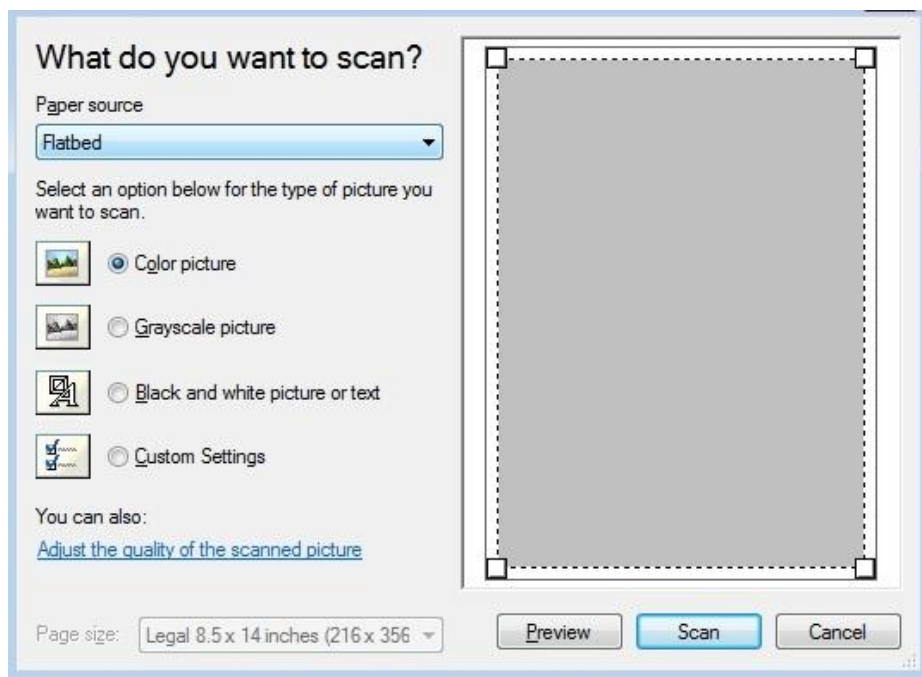 What do you want to scan?
Paper source
Flatbed
Select an option below for the type of picture you
want to scan.
Color picture
Grayscale picture
Black and white picture or text
Custom Settings
You can also:
Adjust the quality of the scanned picture
Page size: Legal 8.5 x 14 inches (216 x 356
Preview Scan Cancel